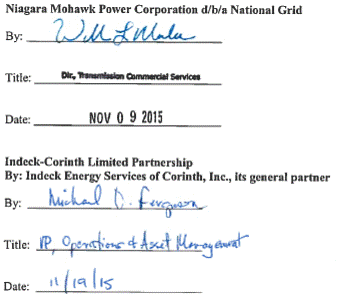 Niagara Mohawk Power Corporation d/b/a National Grid
By: Will L Malee
Title: Dir, Transmission Commercial Services
Date: NOV 0 9 2015
Indeck-Corinth Limited Partnership
By: Indeck Energy Services of Corinth, Inc., its general partner
By: Michael D. Ferguson
Title: VP, Operations & Asset Management
Date: 11/19/15